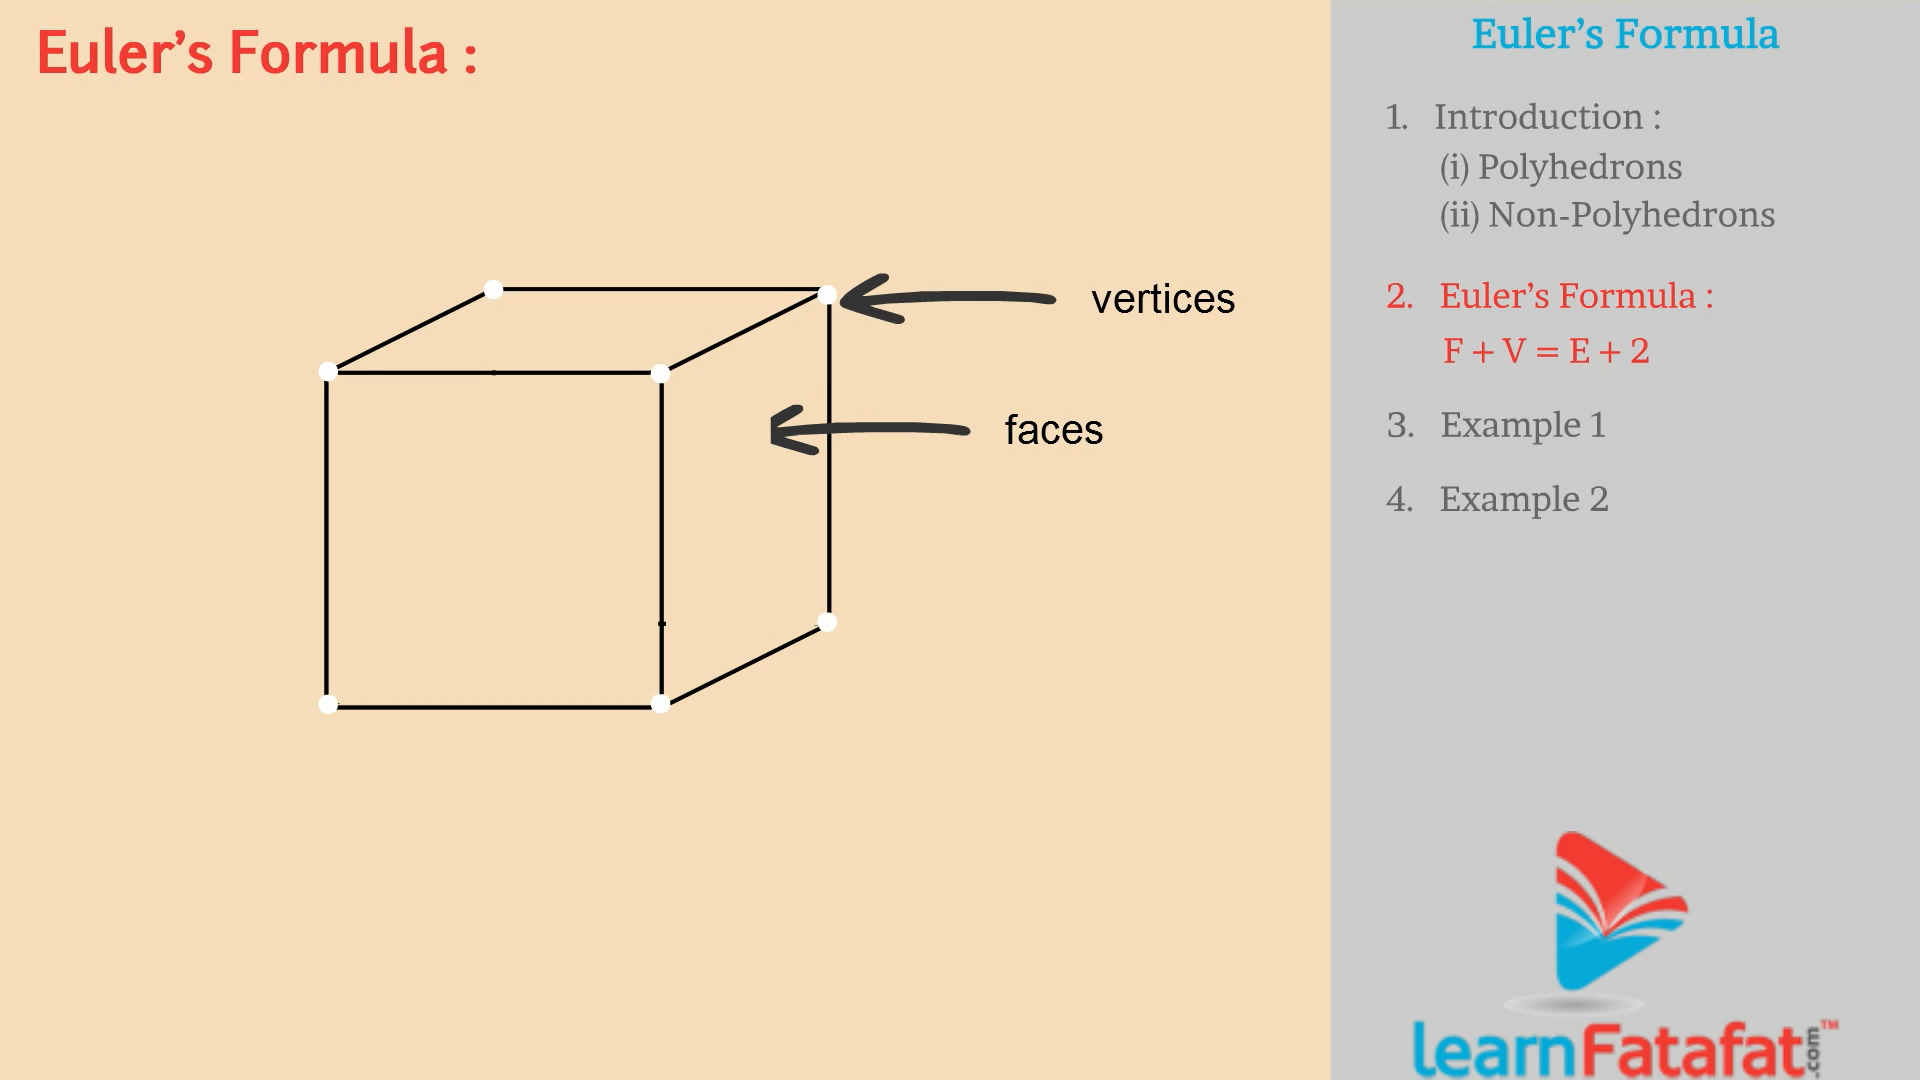 Euler’s Formula :
vertices
faces
Euler’s Formula
1. Introduction :
(i) Polyhedrons
(ii) Non-Polyhedrons
2. Euler’s Formula :
F + V = E + 2
3. Example 1
4. Example 2
learnFatafat.com™